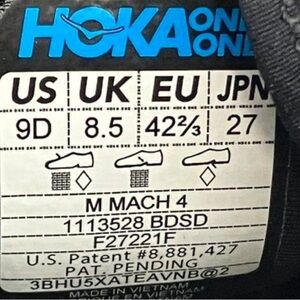 HOKA ONE ONE
US UK EU JPN
9D 8.5 42⅔ 27
M MACH 4
1113528 BDSD
F27221F
U.S. Patent #8,881,427
PAT. PENDING
3BHU5XATEAVNB@2
MADE IN VIETNAM